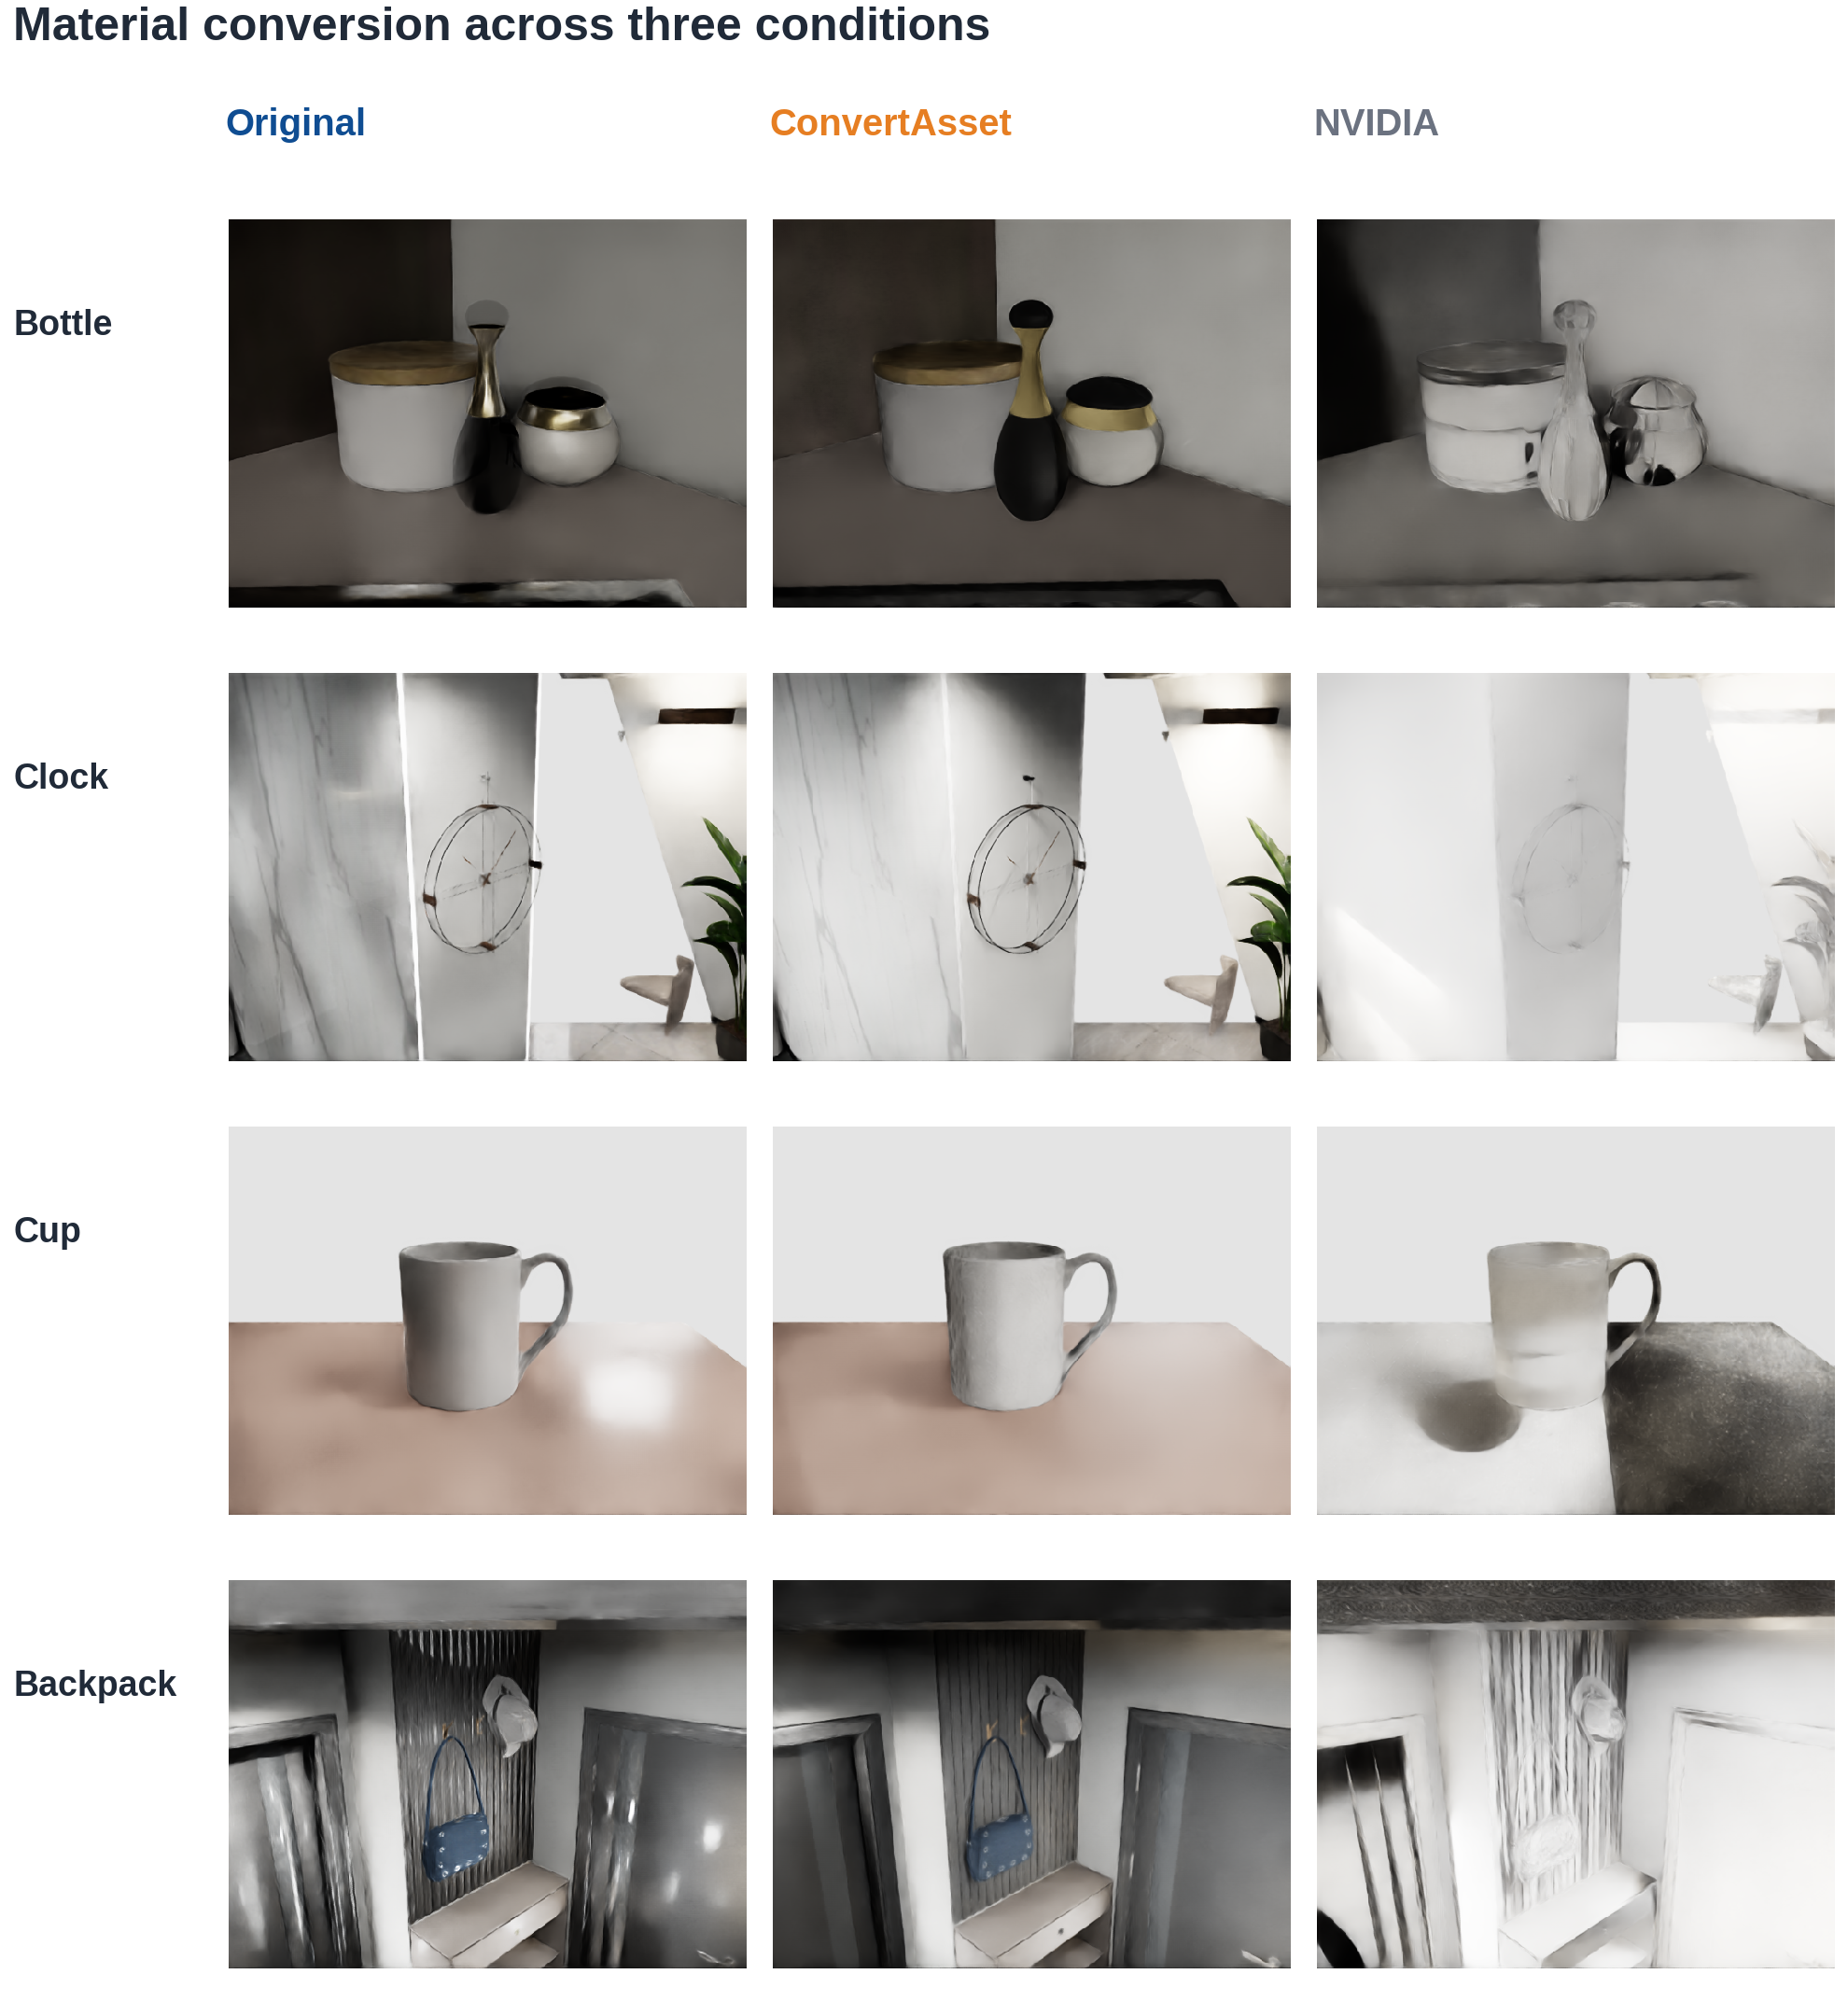 Material conversion across three conditions
Original
ConvertAsset
NVIDIA
Bottle
Clock
Cup
Backpack